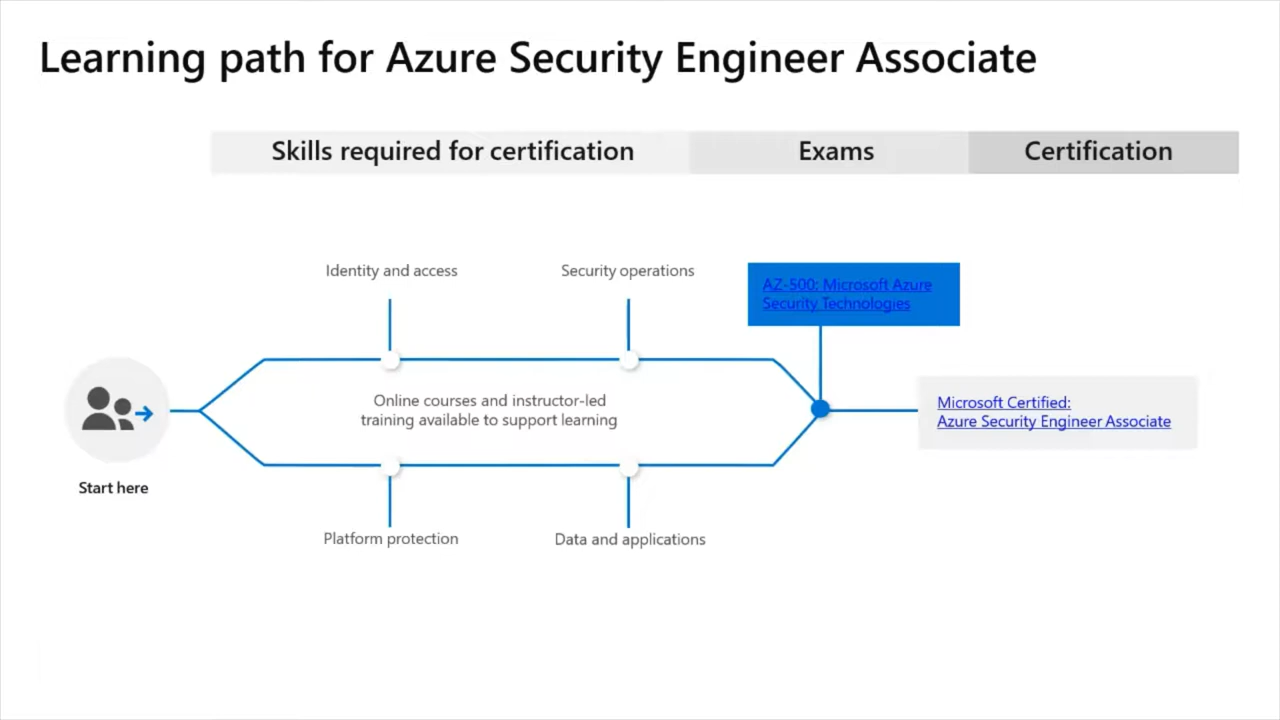 Learning path for Azure Security Engineer Associate
Skills required for certification
Exams
Certification
Identity and access
Security operations
AZ-500: Microsoft Azure
Security Technologies
Online courses and instructor-led
training available to support learning
Microsoft Certified:
Azure Security Engineer Associate
Start here
Platform protection
Data and applications